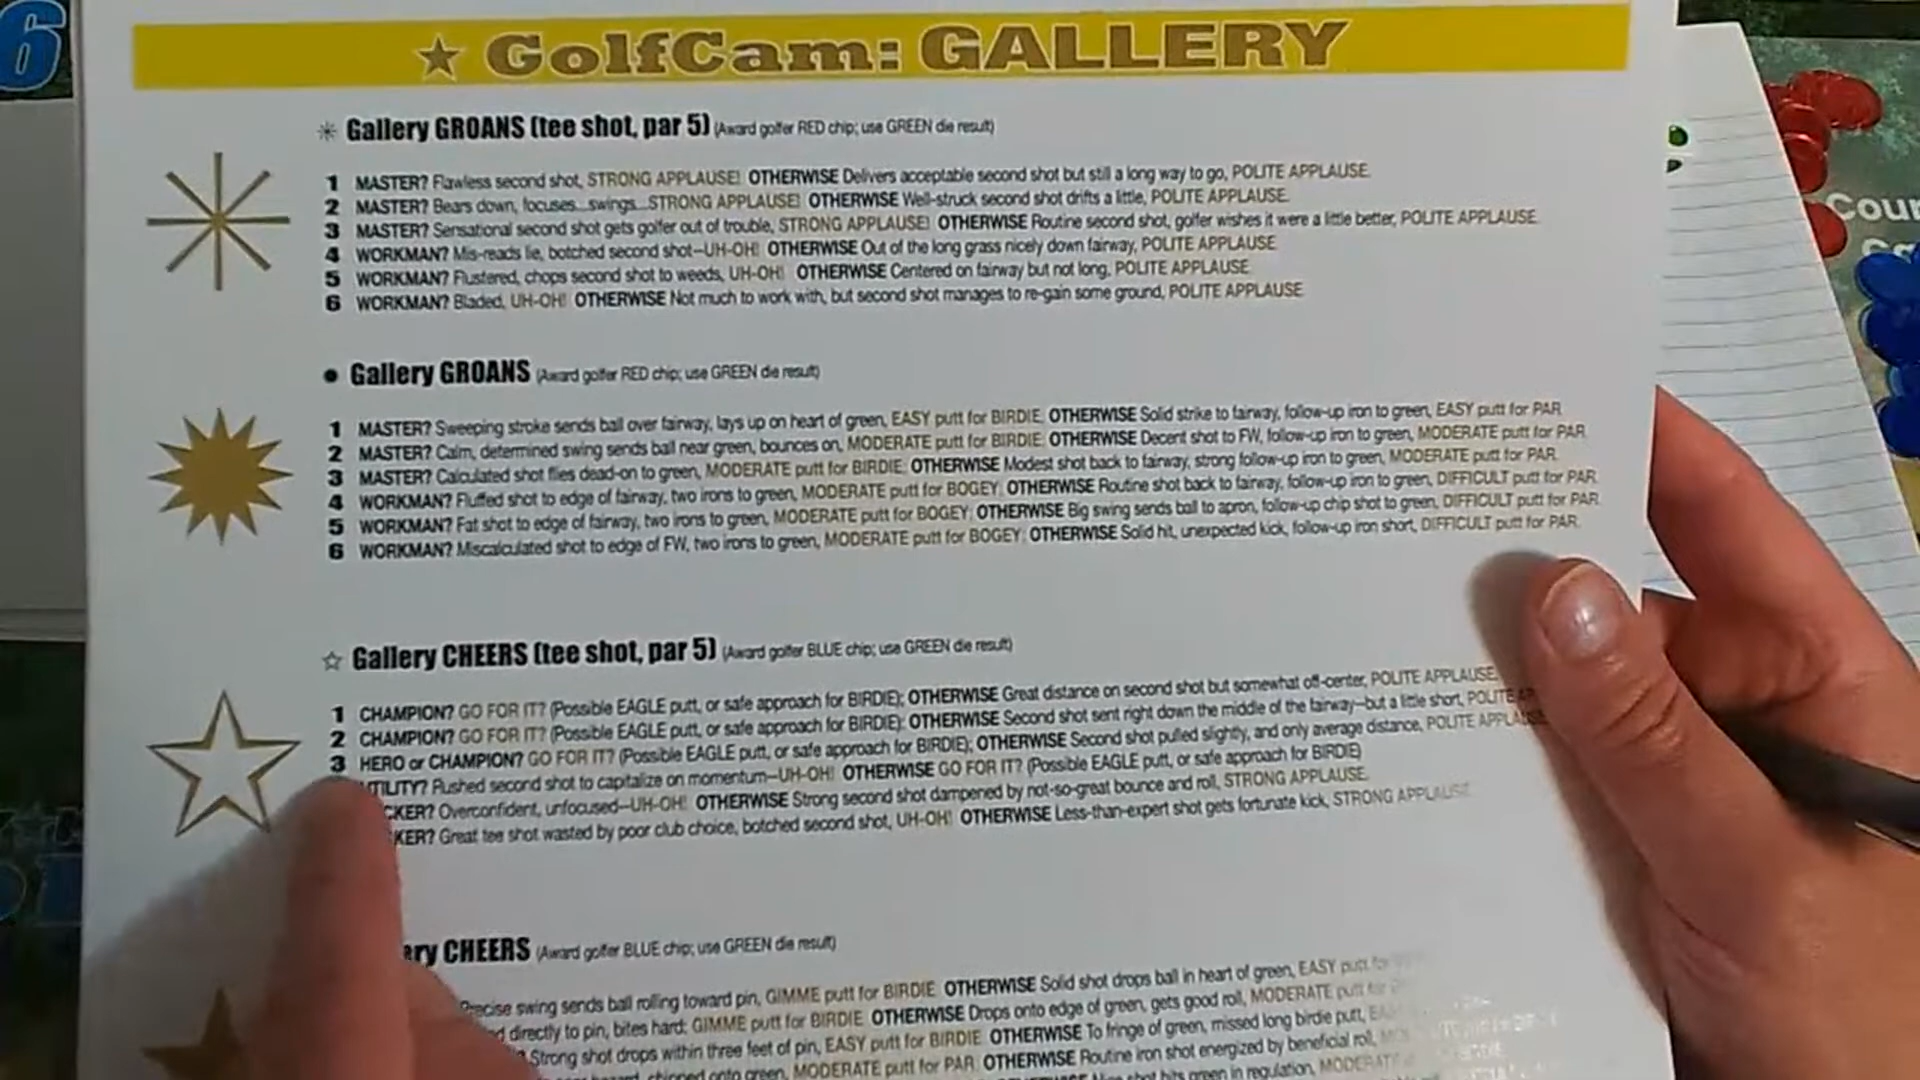 6
GolfCam: GALLERY
Gallery GROANS (tee shot, par 5) (Award golfer RED chip; use GREEN die result)
1 MASTER? Flawless second shot, STRONG APPLAUSE! OTHERWISE Delivers acceptable second shot but still a long way to go, POLITE APPLAUSE.
2 MASTER? Bears down, focuses...swings...STRONG APPLAUSE! OTHERWISE Well-struck second shot drifts a little, POLITE APPLAUSE.
3 MASTER? Sensational second shot gets golfer out of trouble, STRONG APPLAUSE! OTHERWISE Routine second shot, golfer wishes it were a little better, POLITE APPLAUSE.
4 WORKMAN? Mis-reads lie, botched second shot—UH-OH! OTHERWISE Out of the long grass nicely down fairway, POLITE APPLAUSE.
5 WORKMAN? Flustered, chops second shot to weeds, UH-OH! OTHERWISE Centered on fairway but not long, POLITE APPLAUSE.
6 WORKMAN? Bladed, UH-OH! OTHERWISE Not much to work with, but second shot manages to re-gain some ground, POLITE APPLAUSE.
Gallery GROANS (Award golfer RED chip; use GREEN die result)
1 MASTER? Sweeping stroke sends ball over fairway, lays up on heart of green, EASY putt for BIRDIE; OTHERWISE Solid strike to fairway, follow-up iron to green, EASY putt for PAR.
2 MASTER? Calm, determined swing sends ball near green, bounces on, MODERATE putt for BIRDIE; OTHERWISE Decent shot to FW, follow-up iron to green, MODERATE putt for PAR.
3 MASTER? Calculated shot flies dead-on to green, MODERATE putt for BIRDIE; OTHERWISE Modest shot back to fairway, strong follow-up iron to green, MODERATE putt for PAR.
4 WORKMAN? Fluffed shot to edge of fairway, two irons to green, MODERATE putt for BOGEY; OTHERWISE Routine shot back to fairway, follow-up iron to green, DIFFICULT putt for PAR.
5 WORKMAN? Fat shot to edge of fairway, two irons to green, MODERATE putt for BOGEY; OTHERWISE Big swing sends ball to apron, follow-up chip shot to green, DIFFICULT putt for PAR.
6 WORKMAN? Miscalculated shot to edge of FW, two irons to green, MODERATE putt for BOGEY; OTHERWISE Solid hit, unexpected kick, follow-up iron short, DIFFICULT putt for PAR.
Gallery CHEERS (tee shot, par 5) (Award golfer BLUE chip; use GREEN die result)
1 CHAMPION? GO FOR IT? (Possible EAGLE putt, or safe approach for BIRDIE); OTHERWISE Great distance on second shot but somewhat off-center, POLITE APPLAUSE.
2 CHAMPION? GO FOR IT? (Possible EAGLE putt, or safe approach for BIRDIE); OTHERWISE Second shot sent right down the middle of the fairway—but a little short, POLITE
3 HERO or CHAMPION? GO FOR IT? (Possible EAGLE putt, or safe approach for BIRDIE); OTHERWISE Second shot pulled slightly, and only average distance, POLITE APPLAUSE
TILITY? Rushed second shot to capitalize on momentum—UH-OH! OTHERWISE GO FOR IT? (Possible EAGLE putt, or safe approach for BIRDIE)
CKER? Overconfident, unfocused—UH-OH! OTHERWISE Strong second shot dampened by not-so-great bounce and roll, STRONG APPLAUSE.
KER? Great tee shot wasted by poor club choice, botched second shot, UH-OH! OTHERWISE Less-than-expert shot gets fortunate kick, STRONG APPLAUSE.
ery CHEERS (Award golfer BLUE chip; use GREEN die result)
Precise swing sends ball rolling toward pin, GIMME putt for BIRDIE; OTHERWISE Solid shot drops ball in heart of green, EASY putt for
directly to pin, bites hard; GIMME putt for BIRDIE; OTHERWISE Drops onto edge of green, gets good roll, MODERATE putt for
Strong shot drops within three feet of pin, EASY putt for BIRDIE; OTHERWISE To fringe of green, missed long birdie putt,
chipped onto green, MODERATE putt for PAR; OTHERWISE Routine iron shot energized by beneficial roll,
shot hits green in regulation, MODERATE
Cour